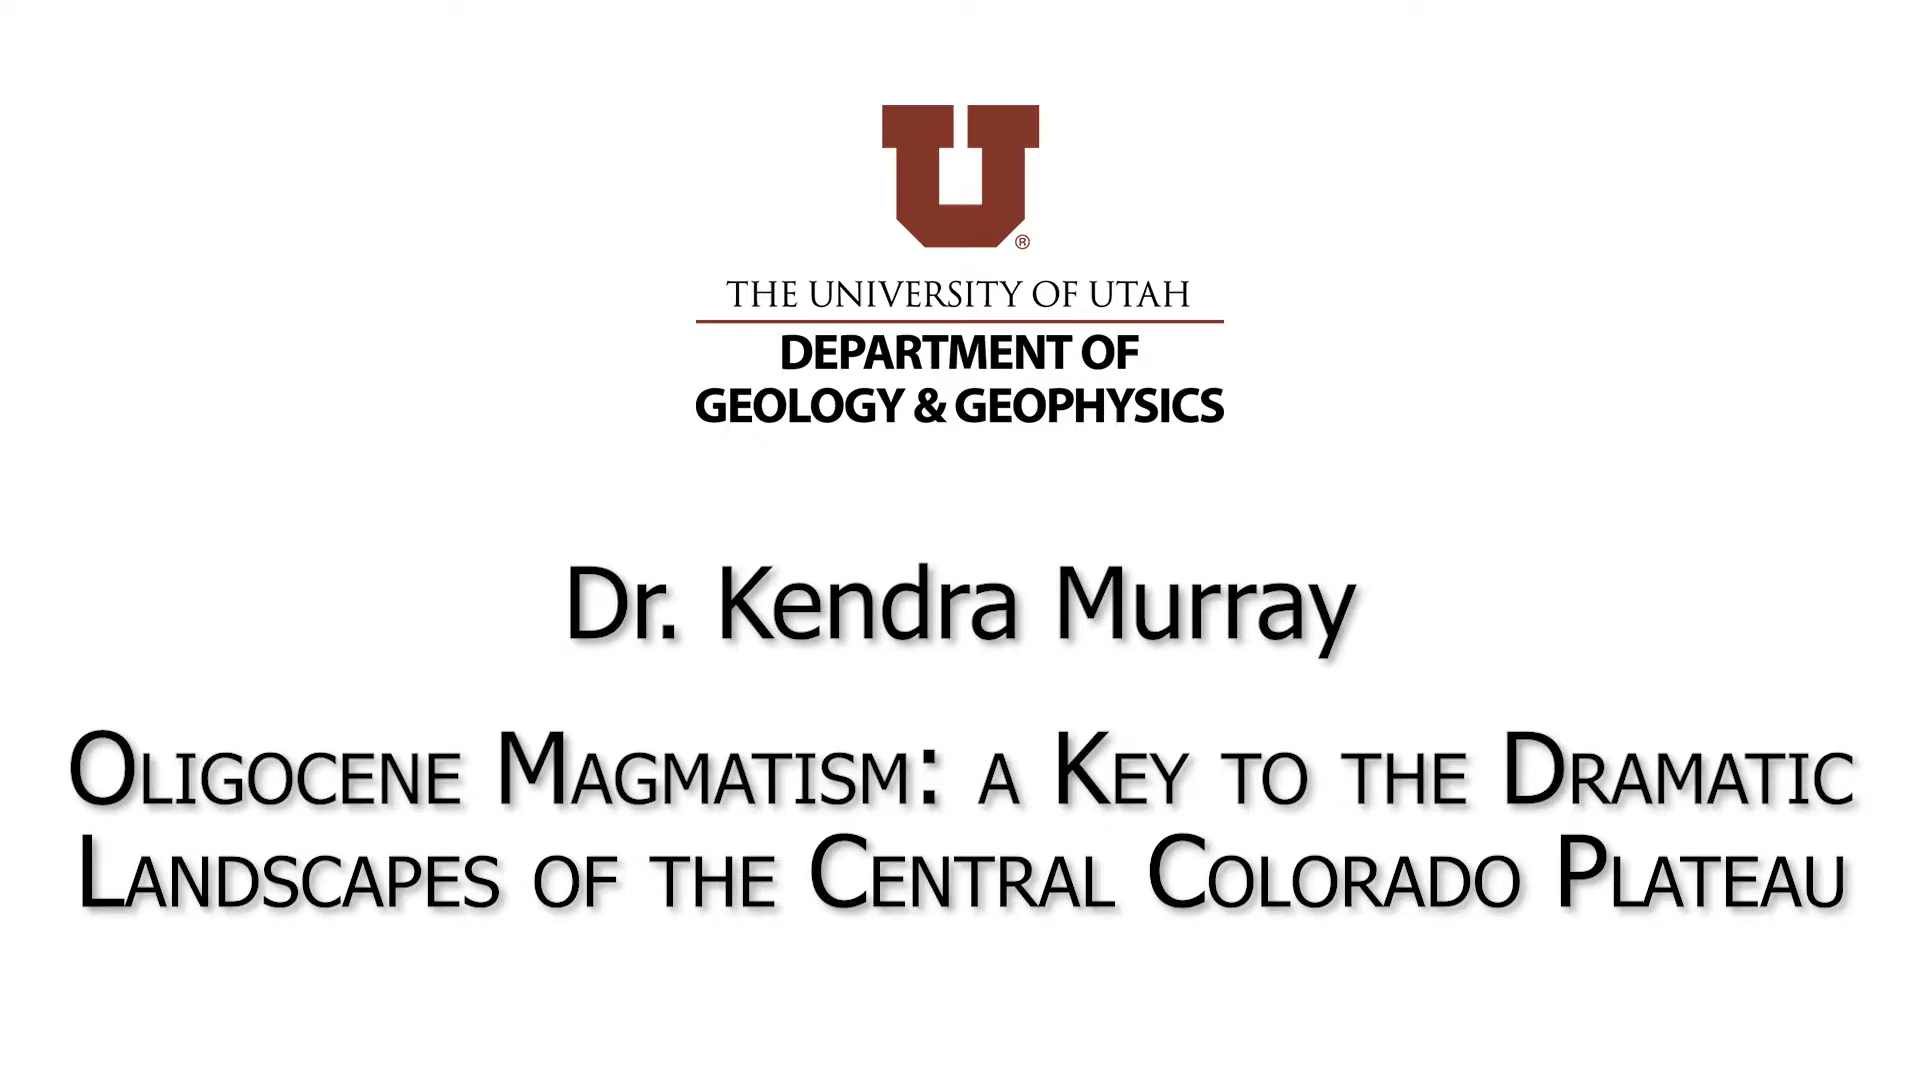 U®
THE UNIVERSITY OF UTAH
DEPARTMENT OF
GEOLOGY & GEOPHYSICS
Dr. Kendra Murray
Oligocene Magmatism: a Key to the Dramatic
Landscapes of the Central Colorado Plateau